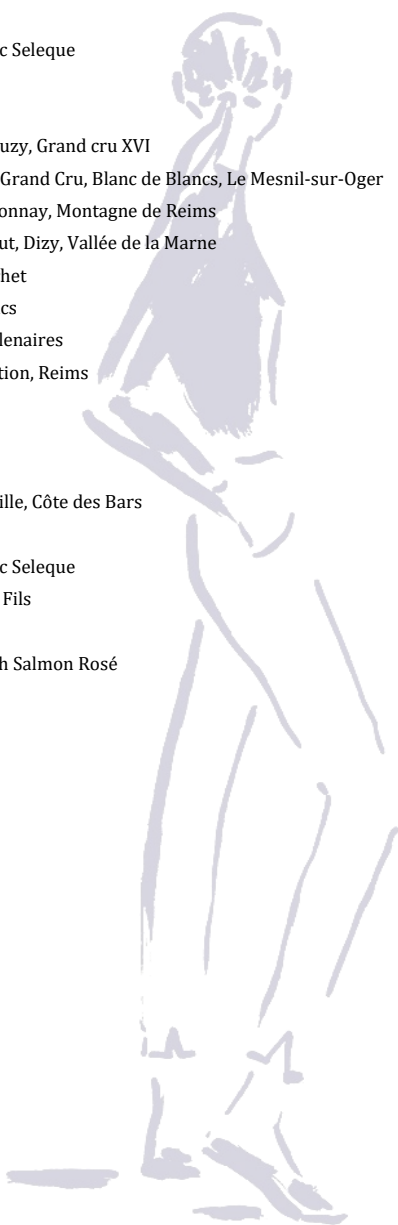 c Seleque
uzy, Grand cru XVI
Grand Cru, Blanc de Blancs, Le Mesnil-sur-Oger
onnay, Montagne de Reims
ut, Dizy, Vallée de la Marne
het
cs
lenaires
tion, Reims
ille, Côte des Bars
c Seleque
Fils
h Salmon Rosé